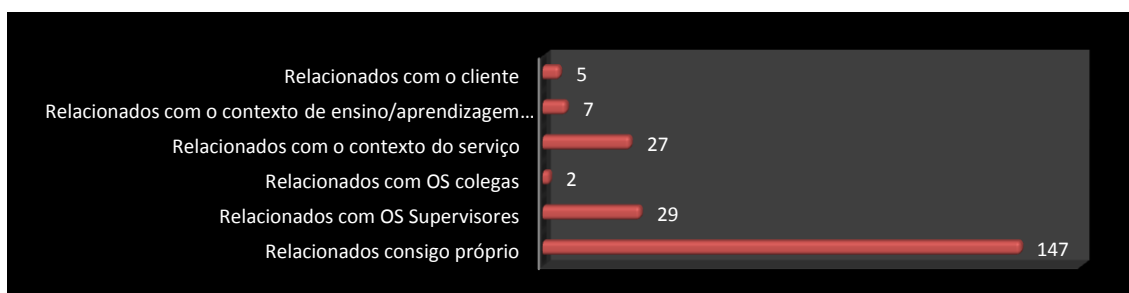 Relacionados com o cliente 5
Relacionados com o contexto de ensino/aprendizagem... 7
Relacionados com o contexto do serviço 27
Relacionados com OS colegas 2
Relacionados com OS Supervisores 29
Relacionados consigo próprio 147